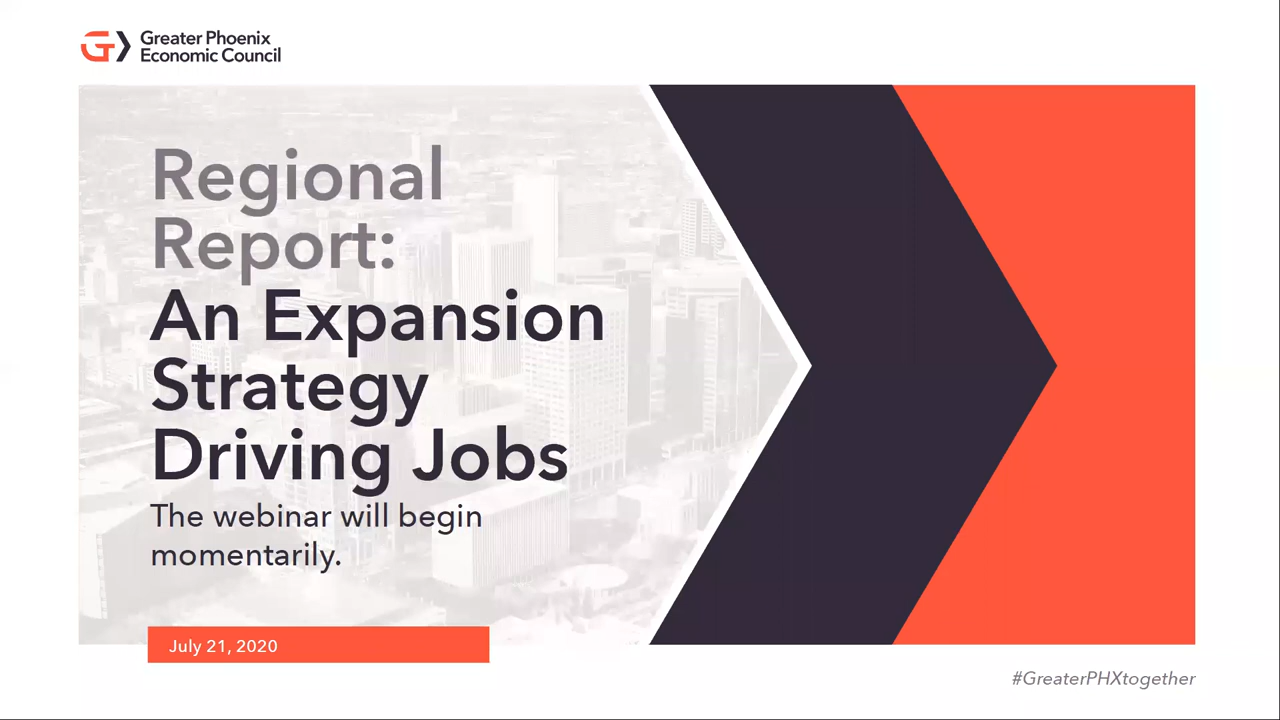 Greater Phoenix
Economic Council
Regional
Report:
An Expansion
Strategy
Driving Jobs
The webinar will begin
momentarily.
July 21, 2020
#GreaterPHXtogether